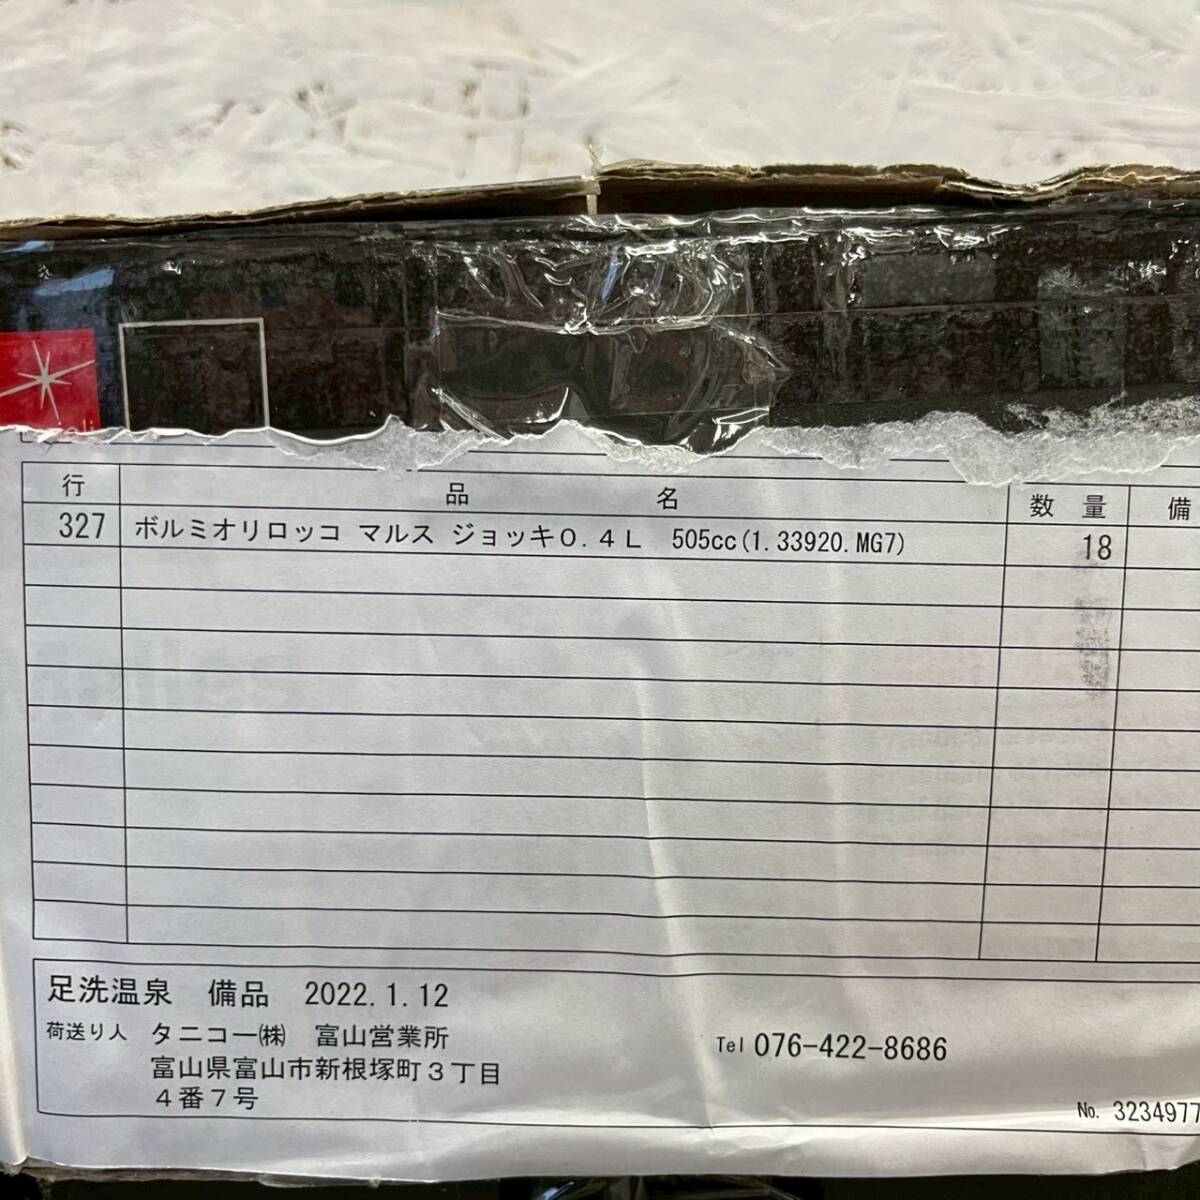 行 品 名 数 量 備
327 ボルミオリロッコ マルス ジョッキ０.４Ｌ 505cc(1.33920.MG7) 18
足洗温泉 備品 2022.1.12
荷送り人 タニコー㈱ 富山営業所
富山県富山市新根塚町３丁目
４番７号
Tel 076-422-8686
No. 3234977